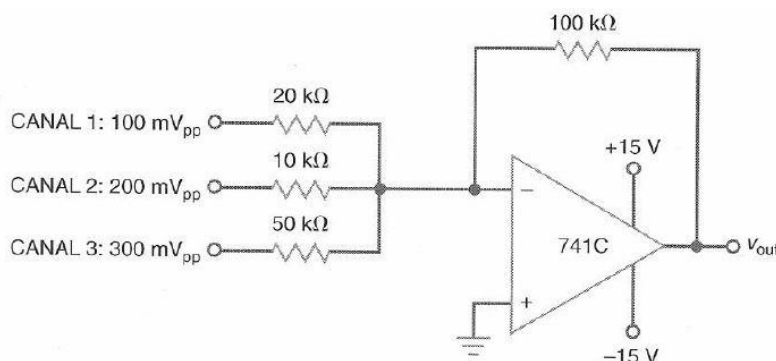 100 kΩ
20 kΩ
CANAL 1: 100 mVpp
+15 V
10 kΩ
CANAL 2: 200 mVpp
−
50 kΩ
741C
vout
CANAL 3: 300 mVpp
+
−15 V